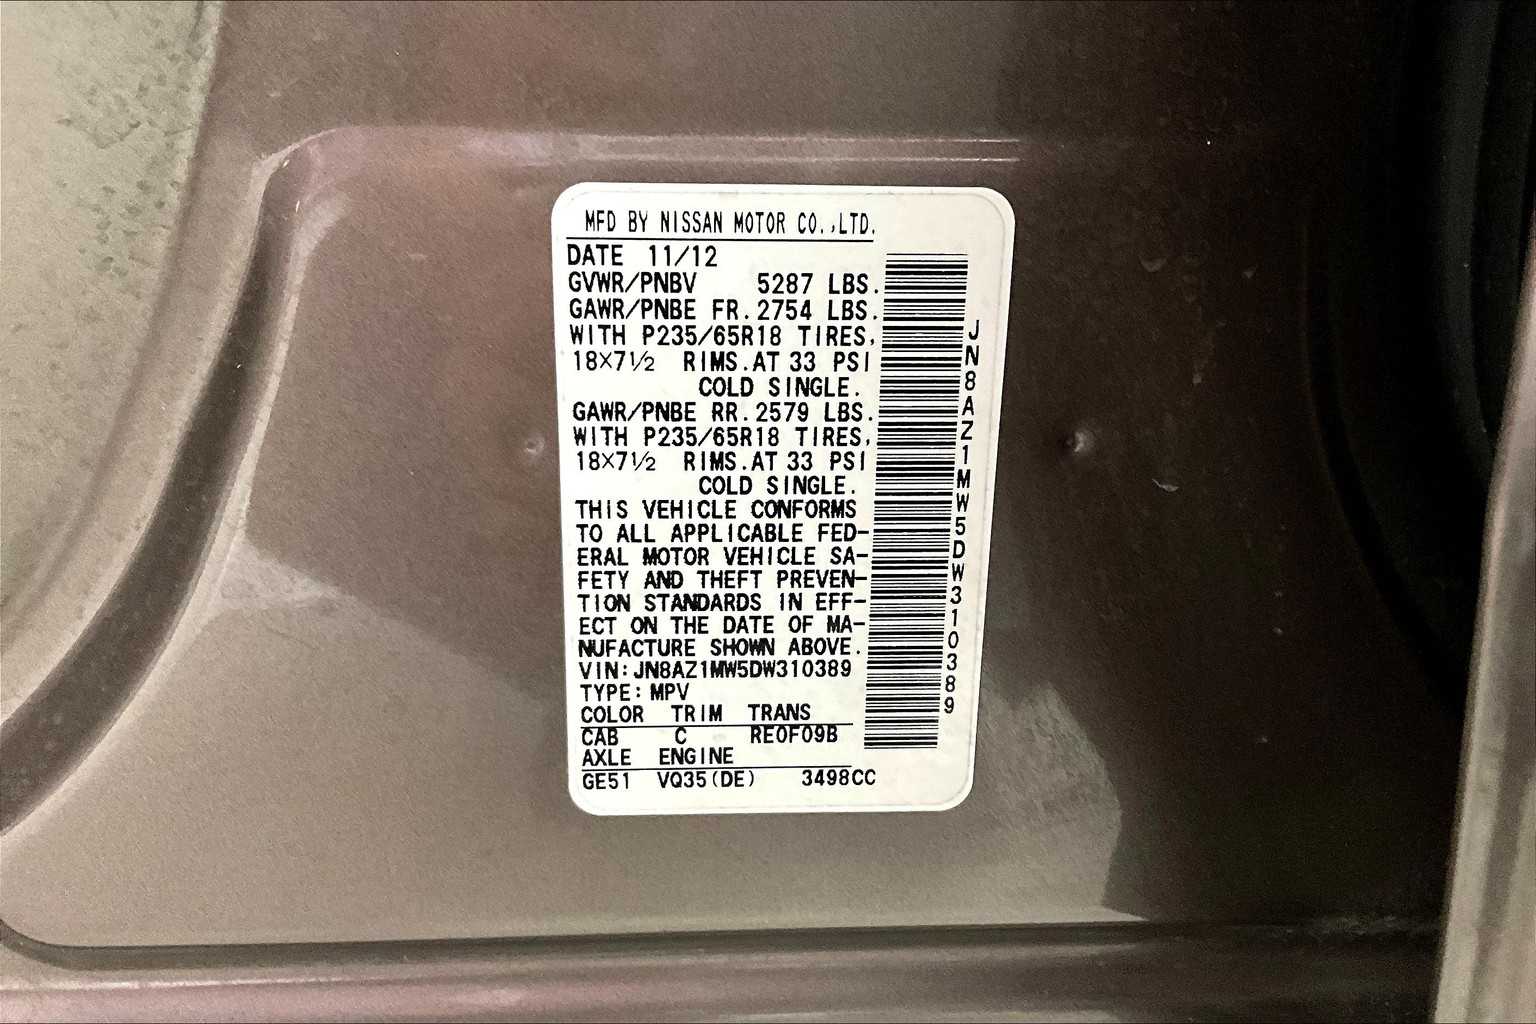 MFD BY NISSAN MOTOR CO.,LTD.
DATE 11/12
GVWR/PNBV 5287 LBS.
GAWR/PNBE FR.2754 LBS.
WITH P235/65R18 TIRES,
18×7½ RIMS.AT 33 PSI
COLD SINGLE.
GAWR/PNBE RR.2579 LBS.
WITH P235/65R18 TIRES,
18×7½ RIMS.AT 33 PSI
COLD SINGLE.
THIS VEHICLE CONFORMS
TO ALL APPLICABLE FED-
ERAL MOTOR VEHICLE SA-
FETY AND THEFT PREVEN-
TION STANDARDS IN EFF-
ECT ON THE DATE OF MA-
NUFACTURE SHOWN ABOVE.
VIN:JN8AZ1MW5DW310389
TYPE:MPV
COLOR TRIM TRANS
CAB C RE0F09B
AXLE ENGINE
GE51 VQ35(DE) 3498CC
JN8AZ1MW5DW310389